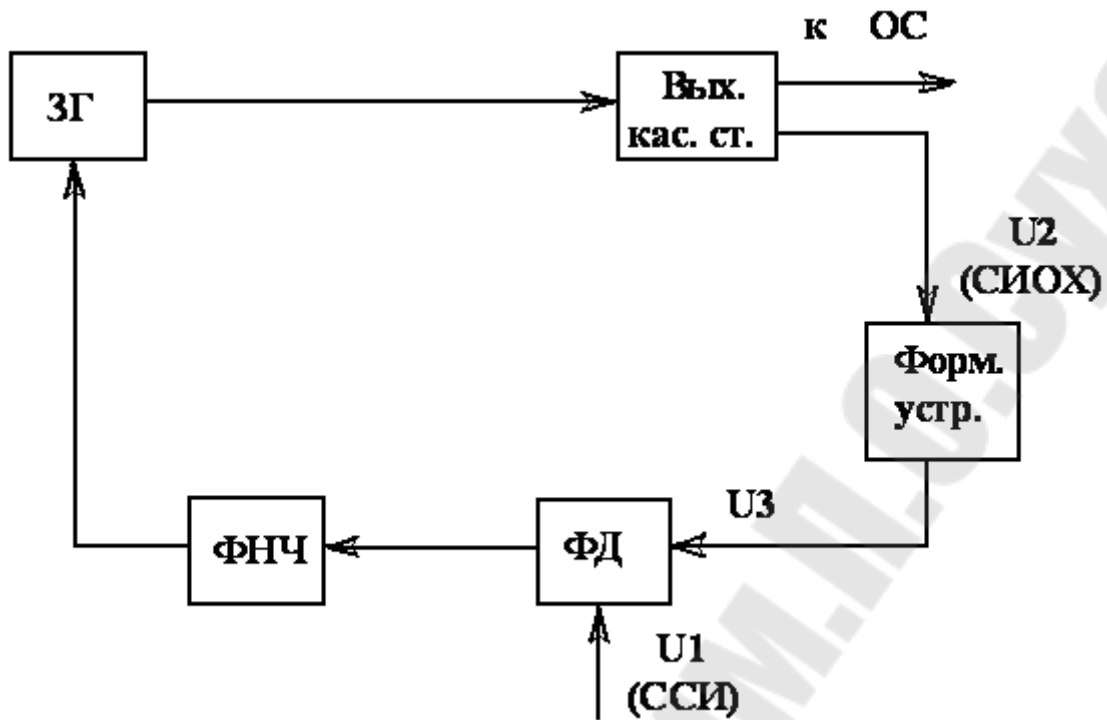 к ОС
ЗГ
Вых.
кас. ст.
U2
(СИОХ)
Форм.
устр.
U3
ФНЧ
ФД
U1
(ССИ)